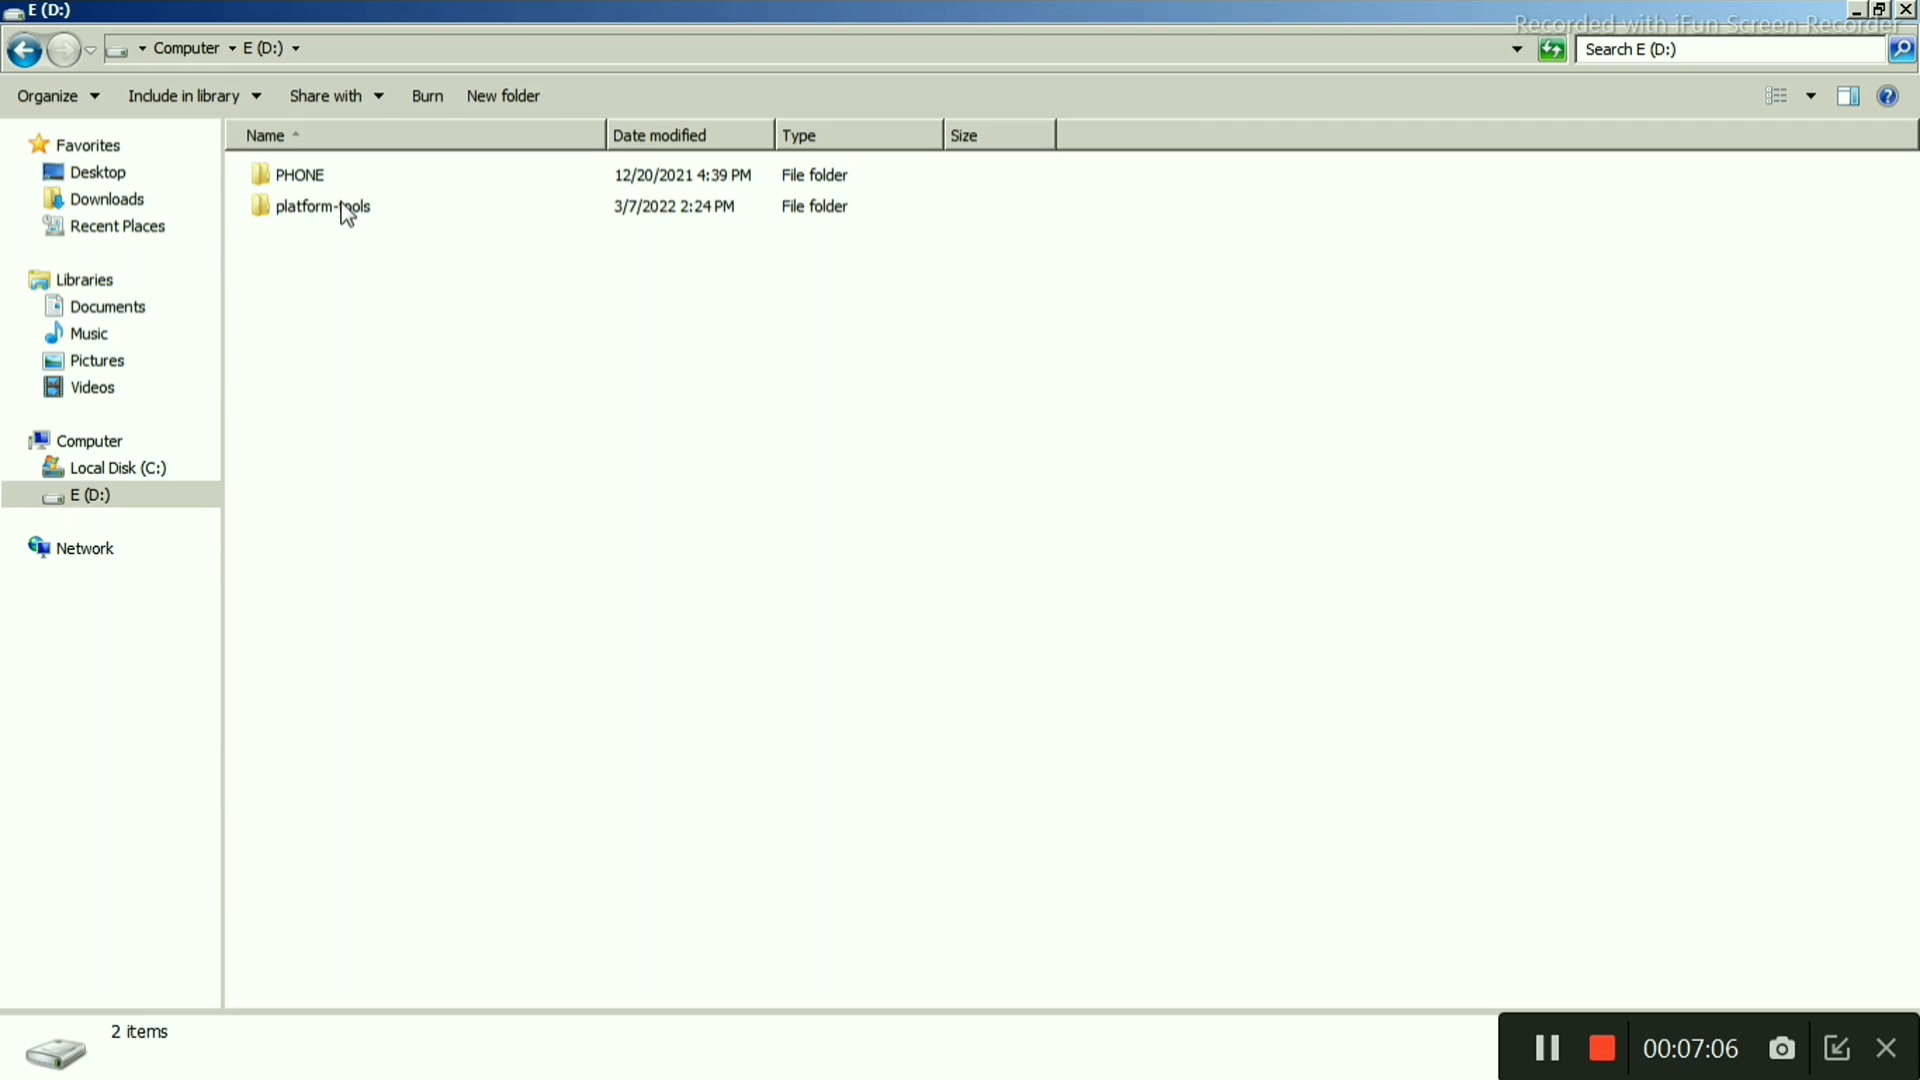 E (D:)
Recorded with iFun Screen Recorder
Computer E (D:)
Search E (D:)
Organize Include in library Share with Burn New folder
Name Date modified Type Size
Favorites
Desktop
Downloads
Recent Places
Libraries
Documents
Music
Pictures
Videos
Computer
Local Disk (C:)
E (D:)
Network
PHONE 12/20/2021 4:39 PM File folder
platform-tools 3/7/2022 2:24 PM File folder
2 items
00:07:06